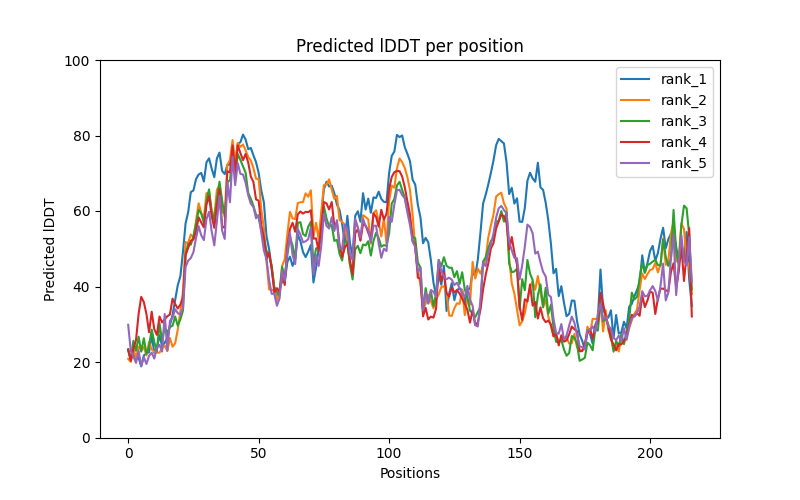 Predicted lDDT per position
Predicted lDDT
100
80
60
40
20
0
0 50 100 150 200
Positions
rank_1
rank_2
rank_3
rank_4
rank_5